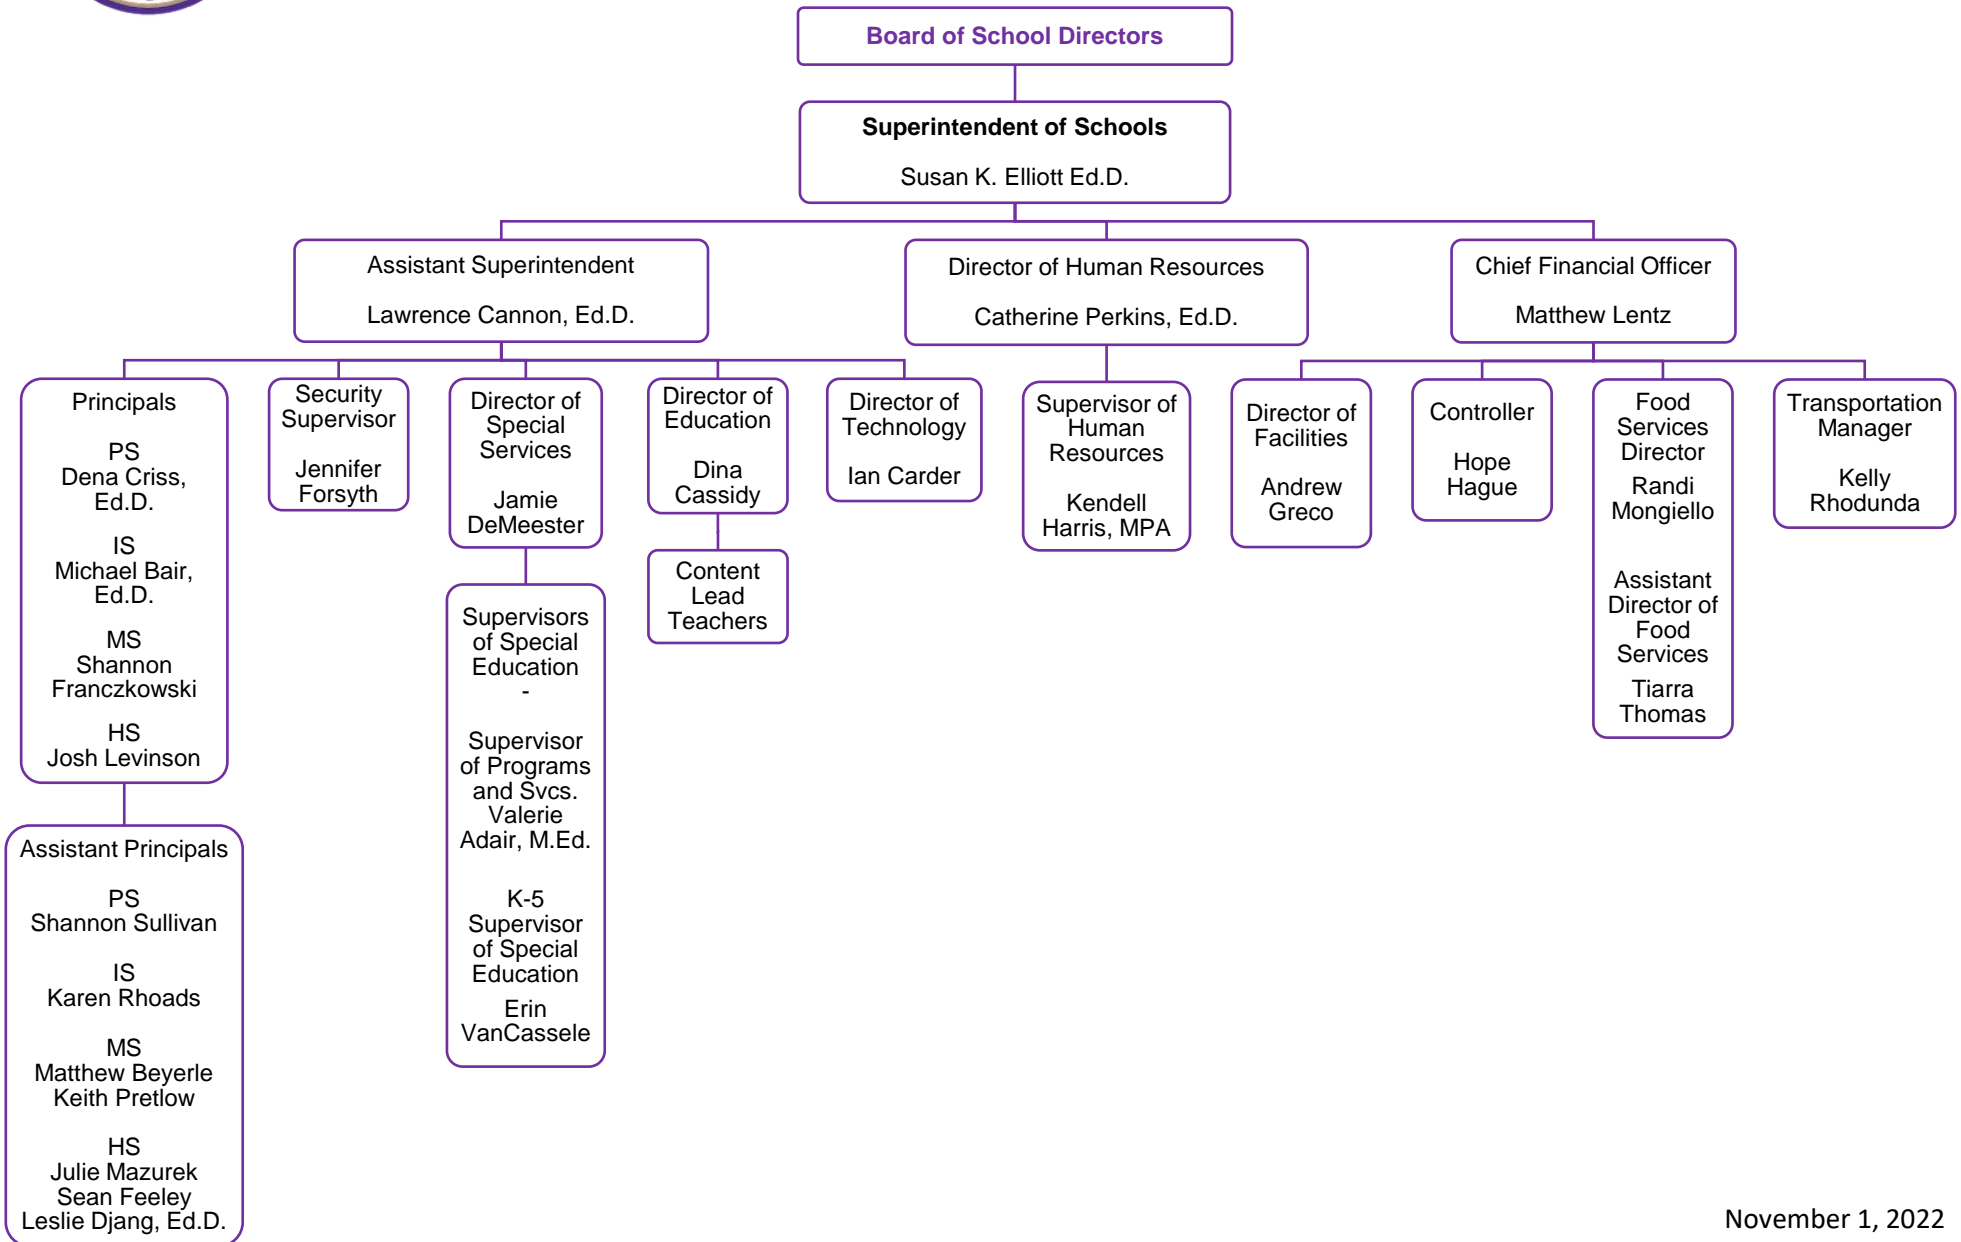 Board of School Directors
Superintendent of Schools
Susan K. Elliott Ed.D.
Assistant Superintendent
Lawrence Cannon, Ed.D.
Director of Human Resources
Catherine Perkins, Ed.D.
Chief Financial Officer
Matthew Lentz
Principals
PS
Dena Criss,
Ed.D.
IS
Michael Bair,
Ed.D.
MS
Shannon
Franczkowski
HS
Josh Levinson
Assistant Principals
PS
Shannon Sullivan
IS
Karen Rhoads
MS
Matthew Beyerle
Keith Pretlow
HS
Julie Mazurek
Sean Feeley
Leslie Djang, Ed.D.
Security
Supervisor
Jennifer
Forsyth
Director of
Special
Services
Jamie
DeMeester
Supervisors
of Special
Education
-
Supervisor
of Programs
and Svcs.
Valerie
Adair, M.Ed.
K-5
Supervisor
of Special
Education
Erin
VanCassele
Director of
Education
Dina
Cassidy
Content
Lead
Teachers
Director of
Technology
Ian Carder
Supervisor of
Human
Resources
Kendell
Harris, MPA
Director of
Facilities
Andrew
Greco
Controller
Hope
Hague
Food
Services
Director
Randi
Mongiello
Assistant
Director of
Food
Services
Tiarra
Thomas
Transportation
Manager
Kelly
Rhodunda
November 1, 2022